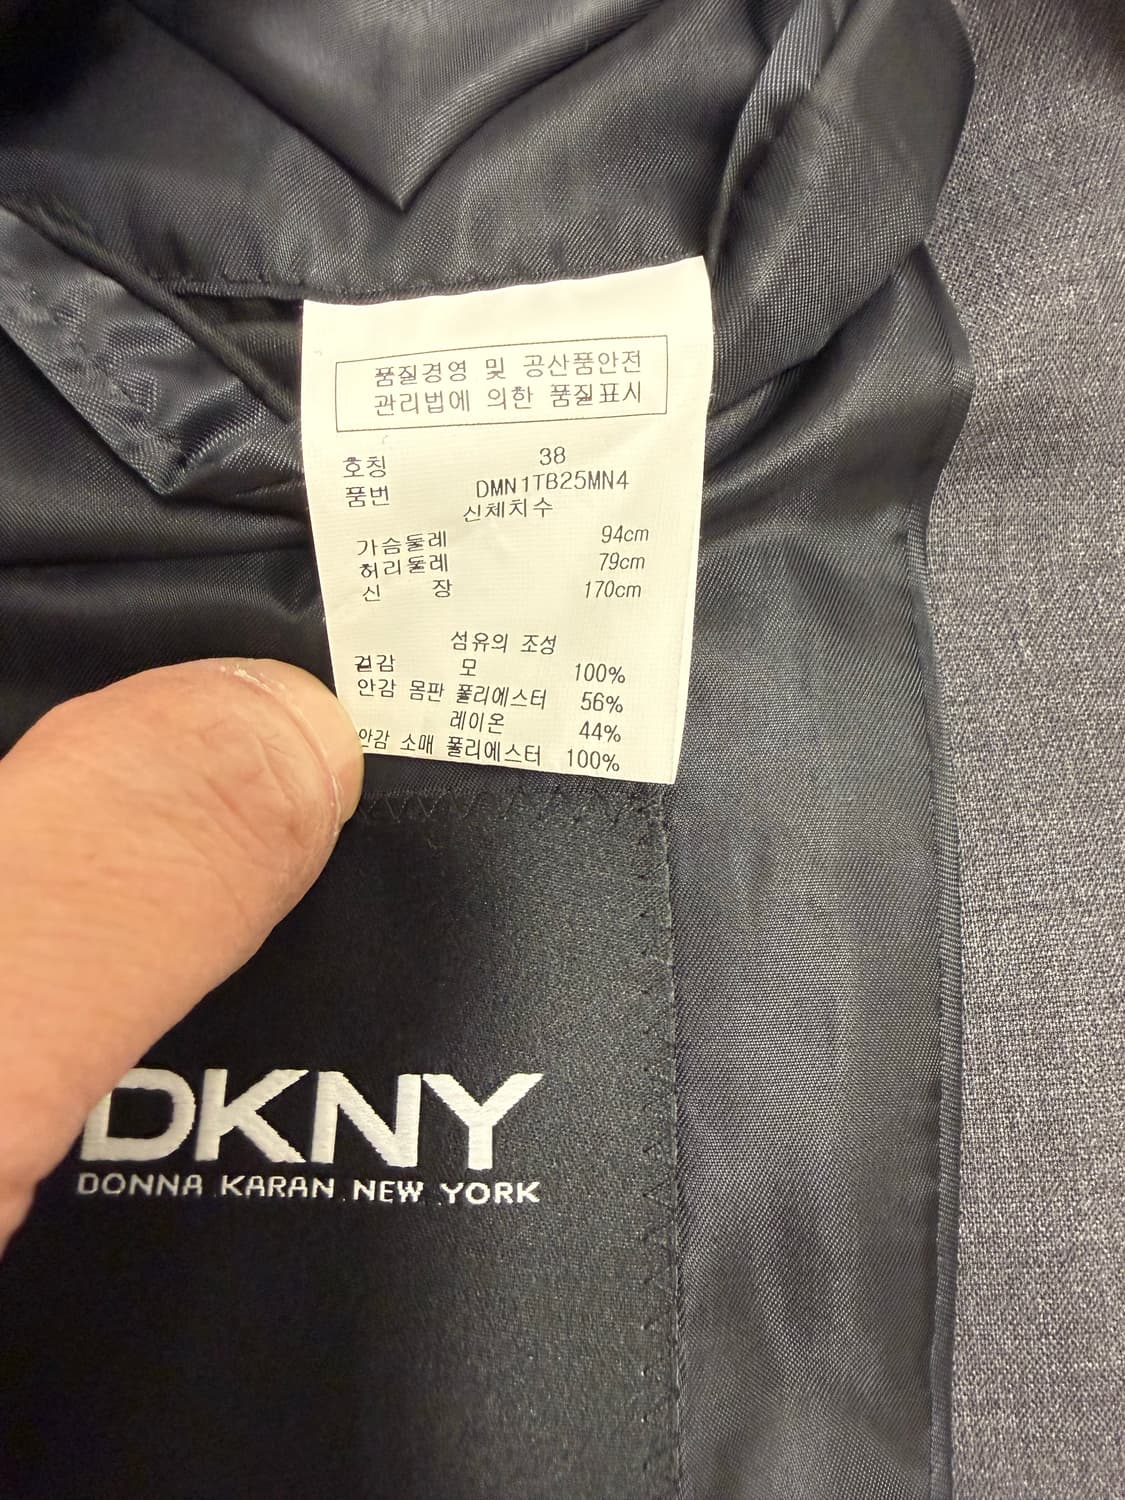 품질경영 및 공산품안전
관리법에 의한 품질표시
호칭 38
품번 DMN1TB25MN4
신체치수
가슴둘레 94cm
허리둘레 79cm
신 장 170cm
섬유의 조성
겉감 모 100%
안감 몸판 폴리에스터 56%
레이온 44%
안감 소매 폴리에스터 100%
DKNY
DONNA KARAN NEW YORK